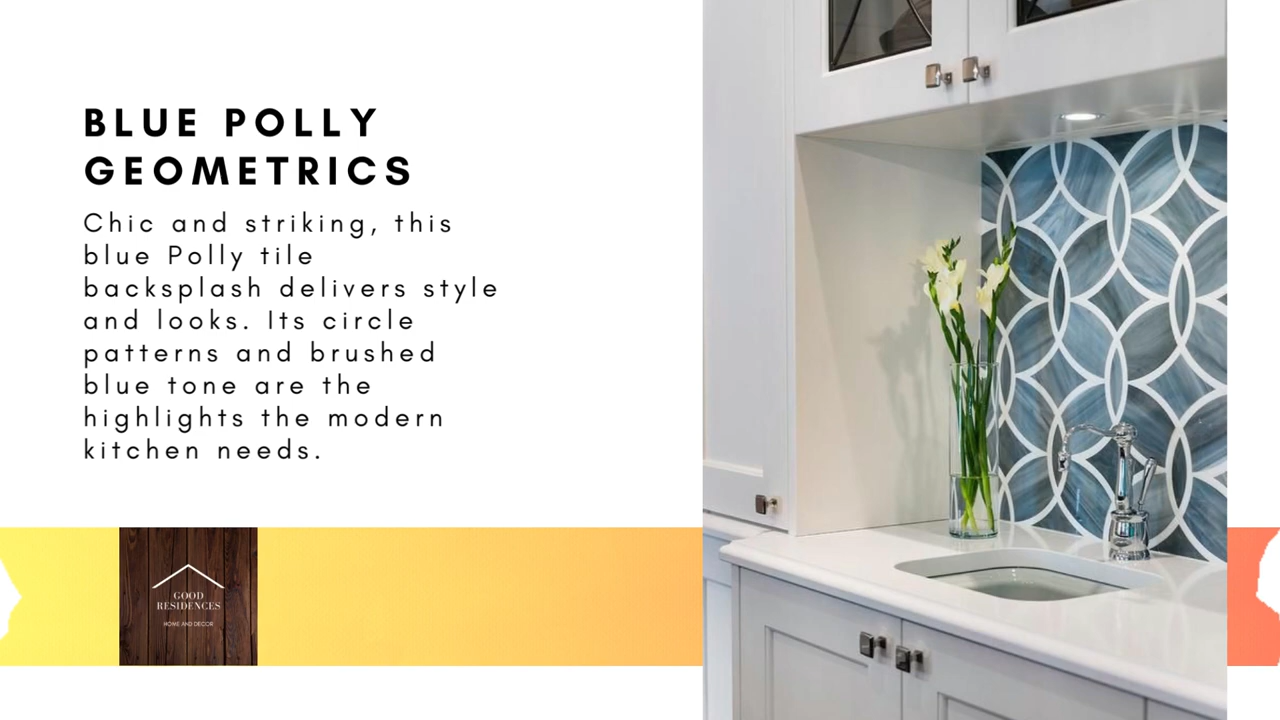 BLUE POLLY
GEOMETRICS
Chic and striking, this
blue Polly tile
backsplash delivers style
and looks. Its circle
patterns and brushed
blue tone are the
highlights the modern
kitchen needs.
GOOD
RESIDENCES
HOME AND DECOR